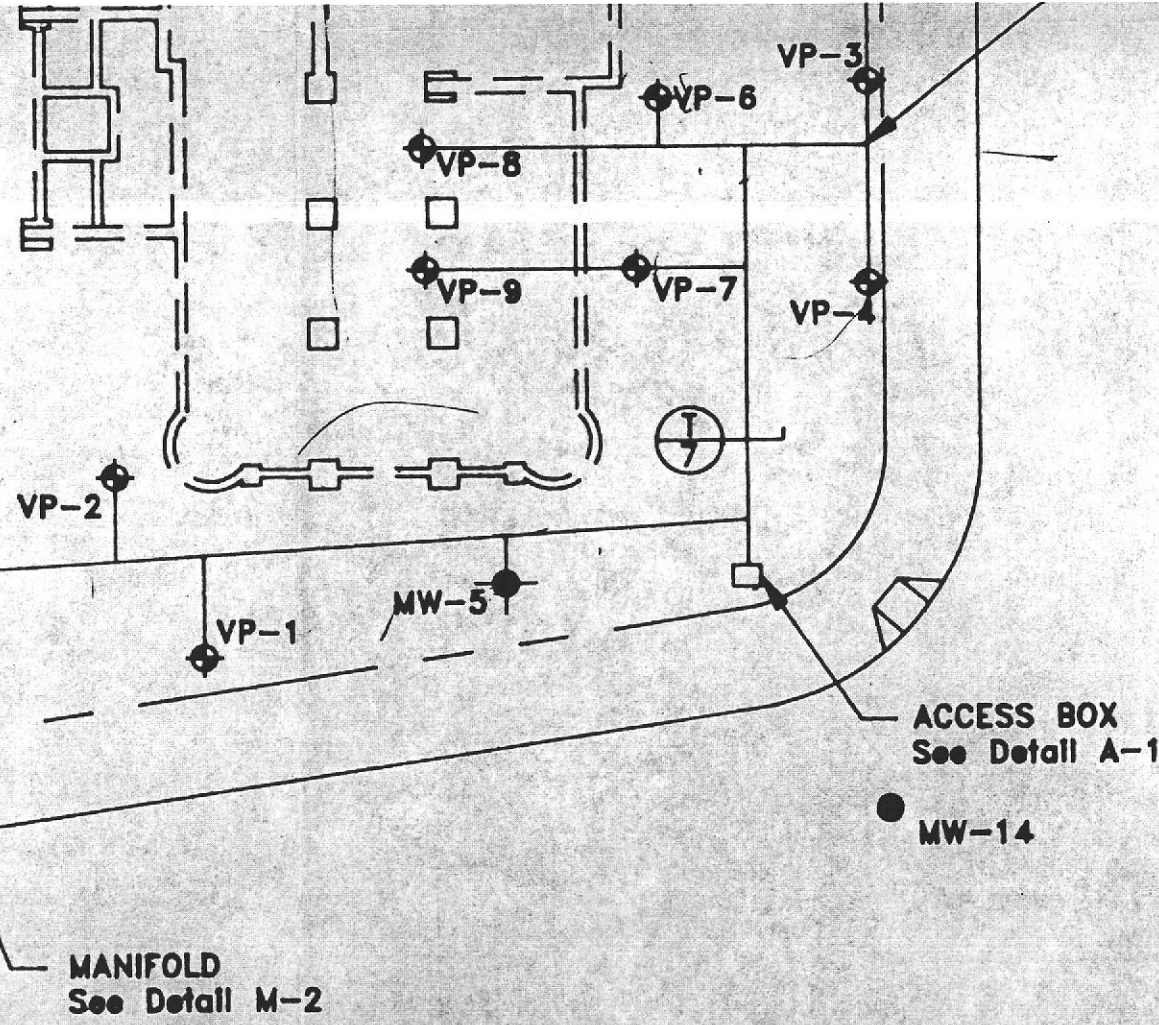 VP-3
VP-6
VP-8
VP-9
VP-7
VP-4
T
7
VP-2
MW-5
VP-1
ACCESS BOX
See Detail A-1
MW-14
MANIFOLD
See Detail M-2